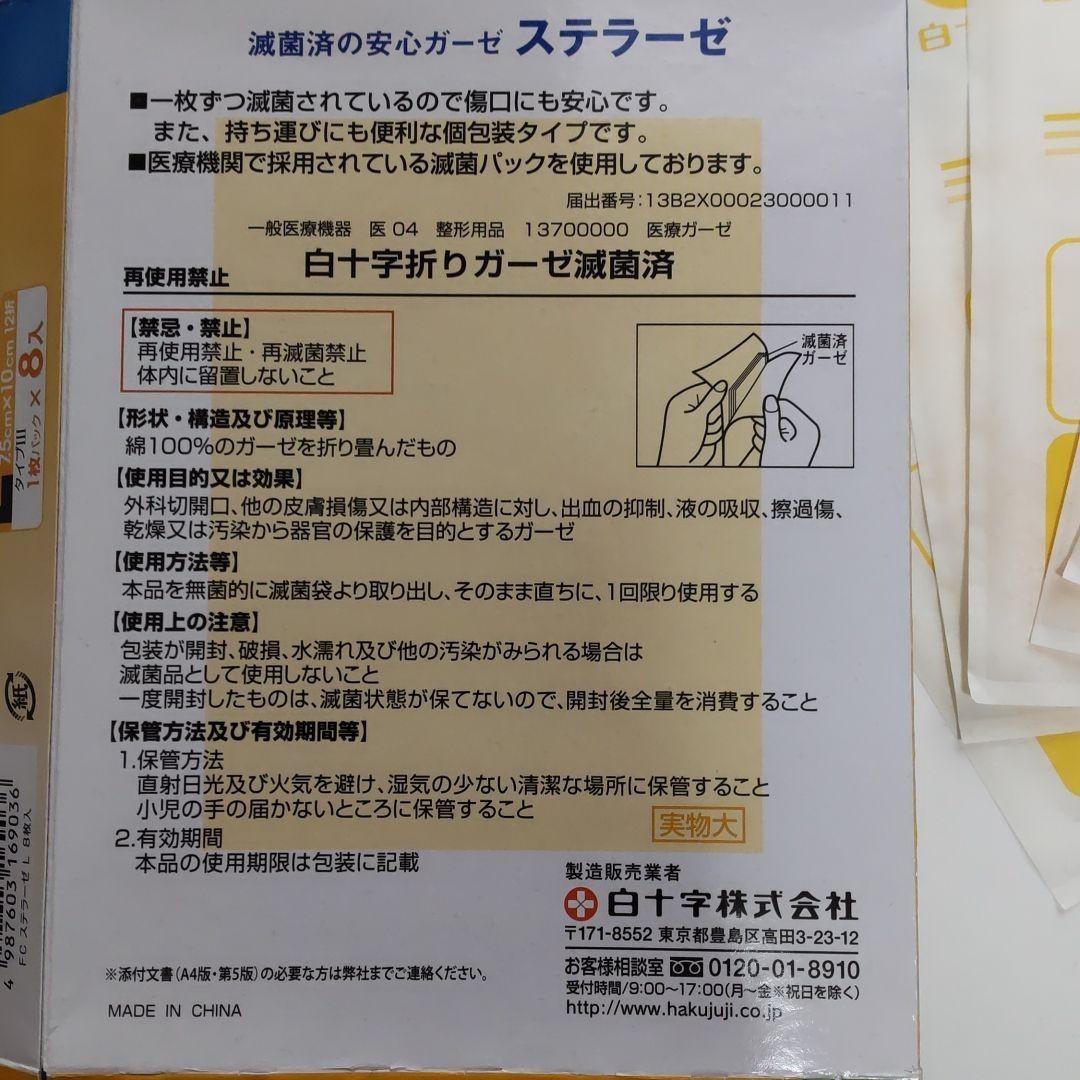 滅菌済の安心ガーゼ ステラーゼ
■一枚ずつ滅菌されているので傷口にも安心です。
また、持ち運びにも便利な個包装タイプです。
■医療機関で採用されている滅菌パックを使用しております。
届出番号:13B2X00023000011
一般医療機器 医04 整形用品 13700000 医療ガーゼ
再使用禁止 白十字折りガーゼ滅菌済
【禁忌・禁止】
再使用禁止・再滅菌禁止
体内に留置しないこと
滅菌済
ガーゼ
【形状・構造及び原理等】
綿100%のガーゼを折り畳んだもの
【使用目的又は効果】
外科切開口、他の皮膚損傷又は内部構造に対し、出血の抑制、液の吸収、擦過傷、
乾燥又は汚染から器官の保護を目的とするガーゼ
【使用方法等】
本品を無菌的に滅菌袋より取り出し、そのまま直ちに、1回限り使用する
【使用上の注意】
包装が開封、破損、水濡れ及び他の汚染がみられる場合は
滅菌品として使用しないこと
一度開封したものは、滅菌状態が保てないので、開封後全量を消費すること
【保管方法及び有効期間等】
1.保管方法
直射日光及び火気を避け、湿気の少ない清潔な場所に保管すること
小児の手の届かないところに保管すること
2.有効期間
本品の使用期限は包装に記載
実物大
製造販売業者
白十字株式会社
〒171-8552 東京都豊島区高田3-23-12
お客様相談室 0120-01-8910
受付時間/9:00〜17:00(月〜金※祝日を除く)
http://www.hakujuji.co.jp
※添付文書(A4版・第5版)の必要な方は弊社までご連絡ください。
MADE IN CHINA
7.5cm×10cm 12折
タイプIII
1枚パック × 8入
紙
4 987603 169036
FC ステラーゼ L 8枚入
白十